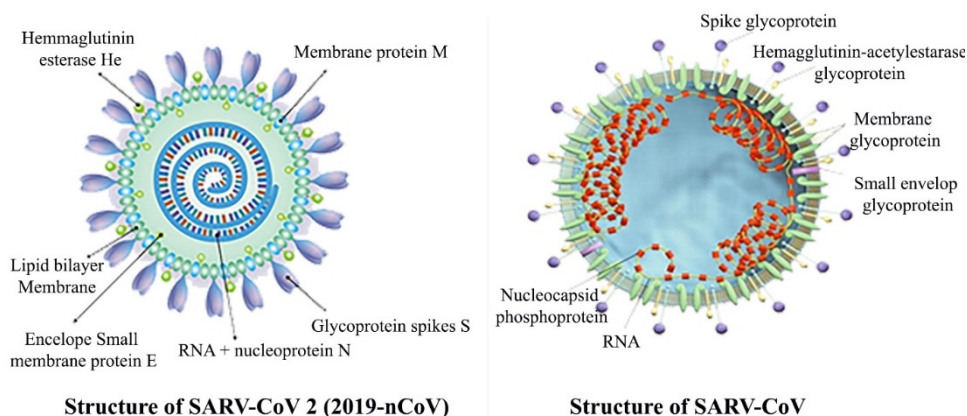 Hemmaglutinin
esterase He
Membrane protein M
Lipid bilayer
Membrane
Encelope Small
membrane protein E
RNA + nucleoprotein N
Glycoprotein spikes S
Structure of SARV-CoV 2 (2019-nCoV)
Spike glycoprotein
Hemagglutinin-acetylestarase
glycoprotein
Membrane
glycoprotein
Small envelop
glycoprotein
Nucleocapsid
phosphoprotein
RNA
Structure of SARV-CoV